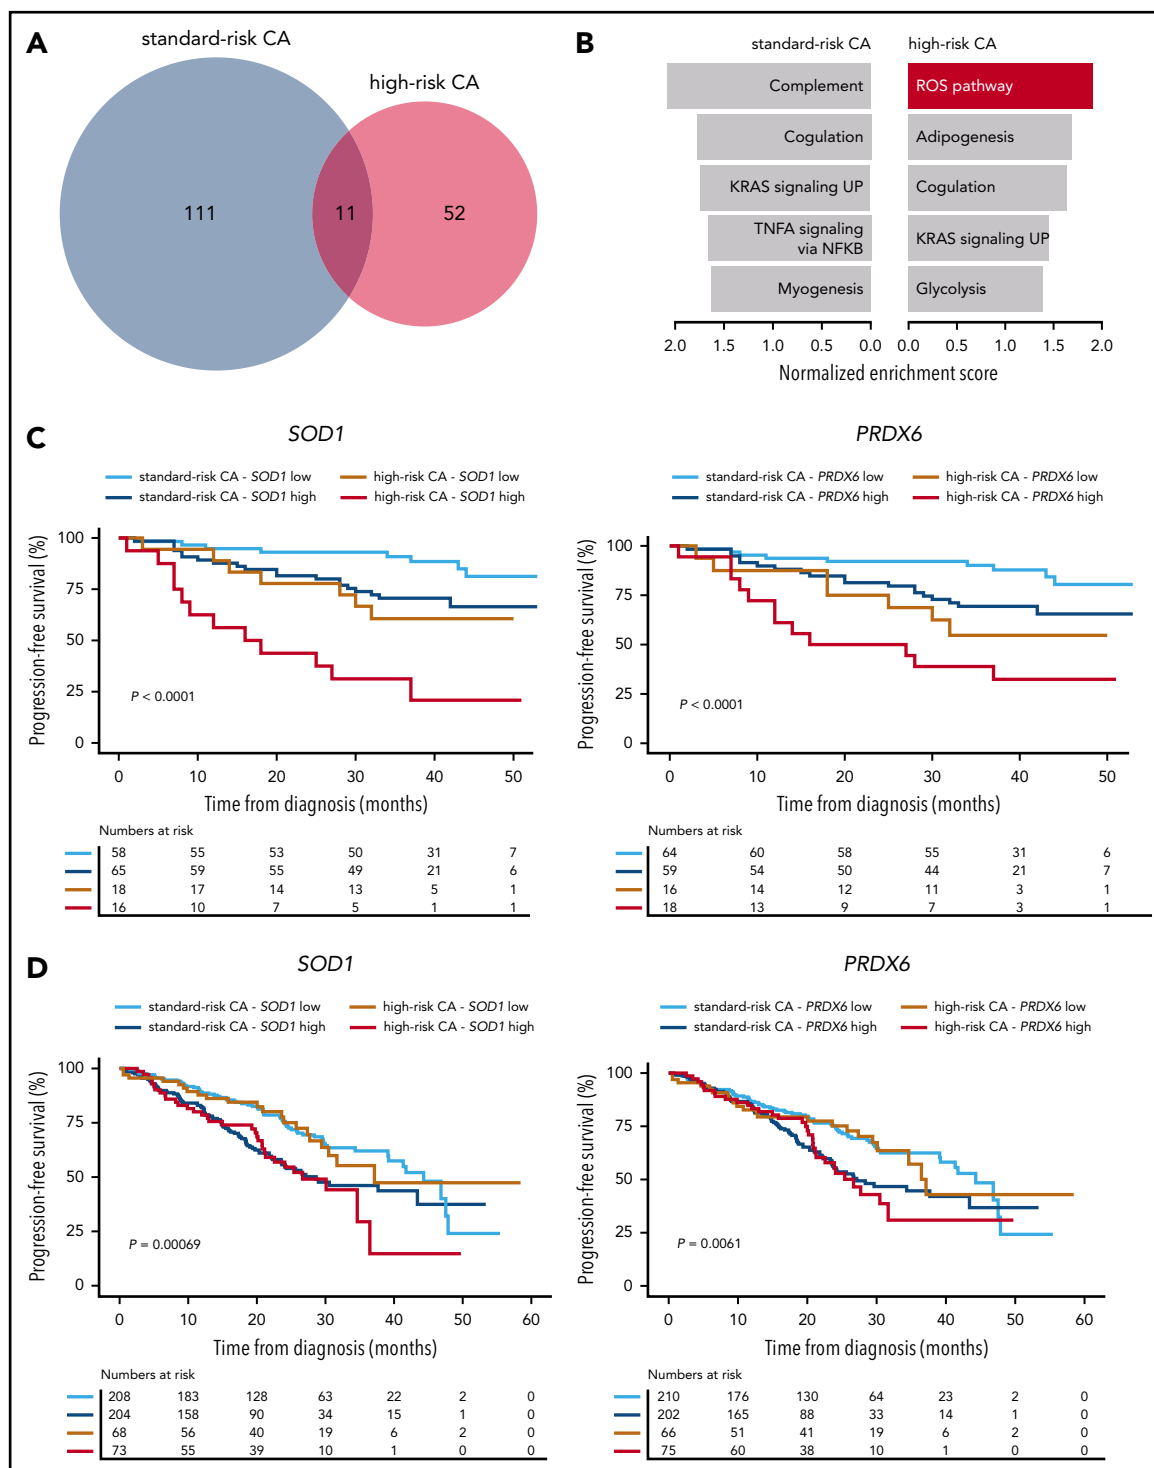 A
standard-risk CA
high-risk CA
111
11
52
B
standard-risk CA
high-risk CA
Complement
ROS pathway
Cogulation
Adipogenesis
KRAS signaling UP
Cogulation
TNFA signaling
via NFKB
KRAS signaling UP
Myogenesis
Glycolysis
2.0 1.5 1.0 0.5 0.0 0.0 0.5 1.0 1.5 2.0
Normalized enrichment score
C
SOD1
standard-risk CA - SOD1 low
high-risk CA - SOD1 low
standard-risk CA - SOD1 high
high-risk CA - SOD1 high
Progression-free survival (%)
100
75
50
25
0
P < 0.0001
0 10 20 30 40 50
Time from diagnosis (months)
Numbers at risk
58 55 53 50 31 7
65 59 55 49 21 6
18 17 14 13 5 1
16 10 7 5 1 1
PRDX6
standard-risk CA - PRDX6 low
high-risk CA - PRDX6 low
standard-risk CA - PRDX6 high
high-risk CA - PRDX6 high
Progression-free survival (%)
100
75
50
25
0
P < 0.0001
0 10 20 30 40 50
Time from diagnosis (months)
Numbers at risk
64 60 58 55 31 6
59 54 50 44 21 7
16 14 12 11 3 1
18 13 9 7 3 1
D
SOD1
standard-risk CA - SOD1 low
high-risk CA - SOD1 low
standard-risk CA - SOD1 high
high-risk CA - SOD1 high
Progression-free survival (%)
100
75
50
25
0
P = 0.00069
0 10 20 30 40 50 60
Time from diagnosis (months)
Numbers at risk
208 183 128 63 22 2 0
204 158 90 34 15 1 0
68 56 40 19 6 2 0
73 55 39 10 1 0 0
PRDX6
standard-risk CA - PRDX6 low
high-risk CA - PRDX6 low
standard-risk CA - PRDX6 high
high-risk CA - PRDX6 high
Progression-free survival (%)
100
75
50
25
0
P = 0.0061
0 10 20 30 40 50 60
Time from diagnosis (months)
Numbers at risk
210 176 130 64 23 2 0
202 165 88 33 14 1 0
66 51 41 19 6 2 0
75 60 38 10 1 0 0